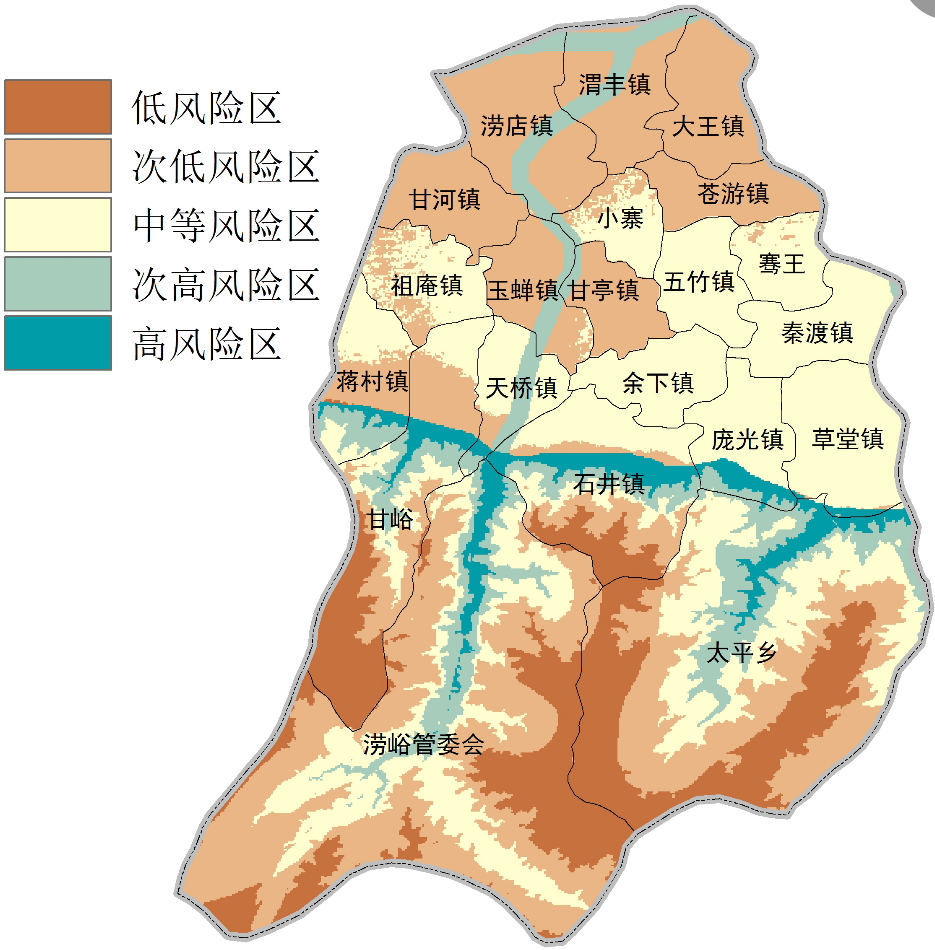 低风险区
次低风险区
中等风险区
次高风险区
高风险区
渭丰镇
涝店镇
大王镇
甘河镇
苍游镇
小寨
骞王
祖庵镇
玉蝉镇
甘亭镇
五竹镇
秦渡镇
蒋村镇
天桥镇
余下镇
庞光镇
草堂镇
石井镇
甘峪
太平乡
涝峪管委会